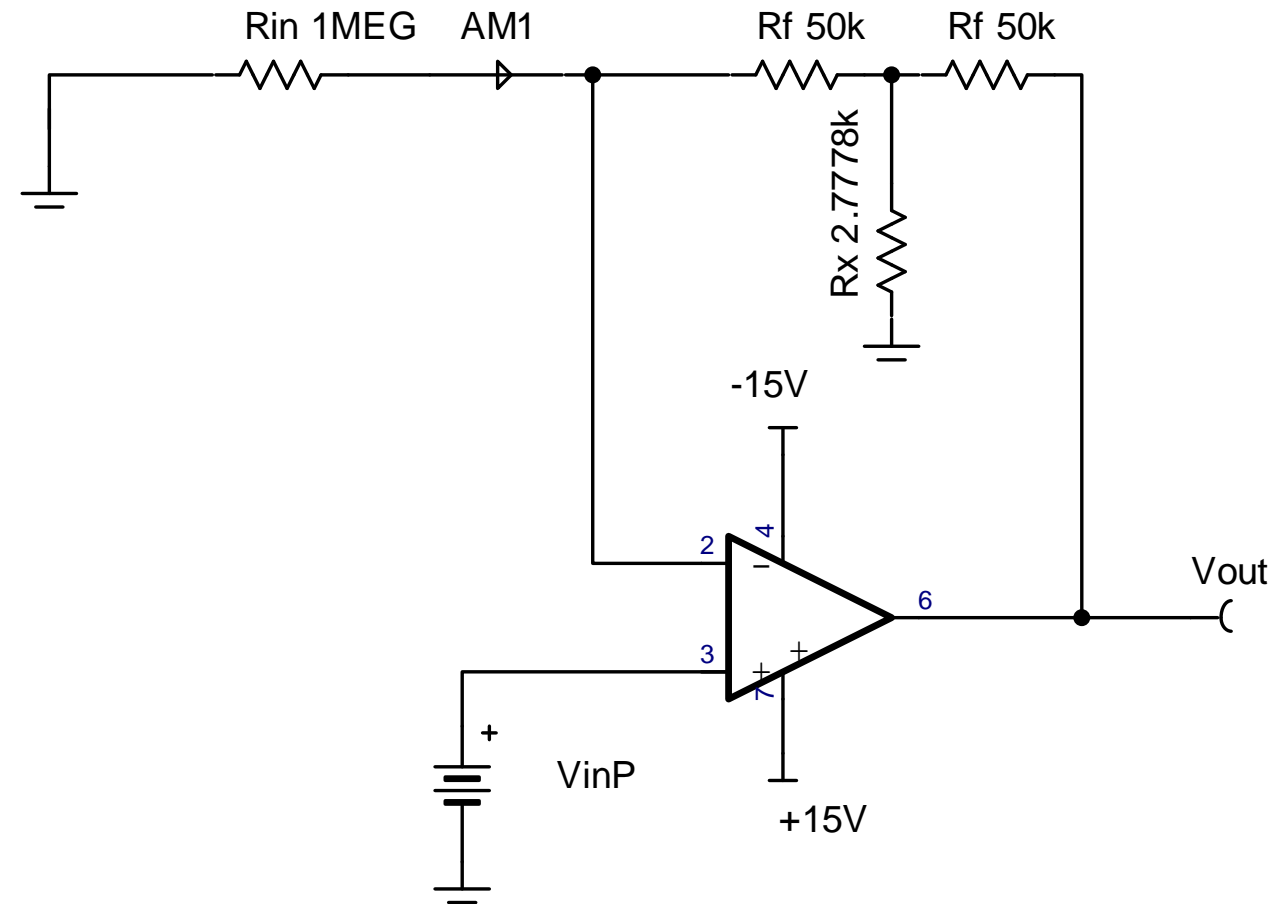 Rin 1MEG
AM1
Rf 50k
Rf 50k
Rx 2.7778k
-15V
4
2
−
6
Vout
3
+
+
7
+
VinP
+15V